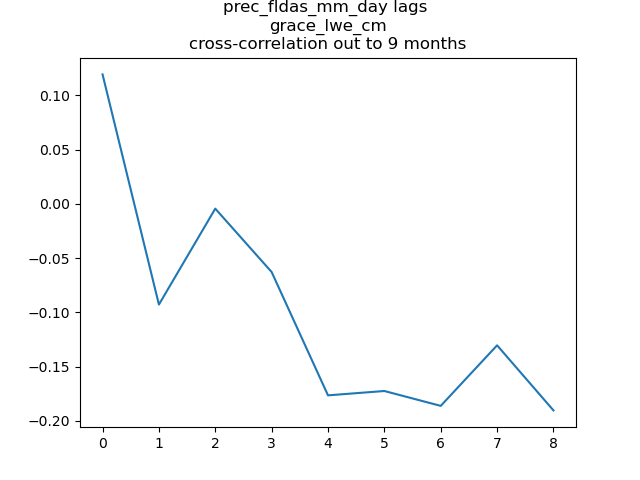 prec_fldas_mm_day lags
grace_lwe_cm
cross-correlation out to 9 months
0.10
0.05
0.00
−0.05
−0.10
−0.15
−0.20
0 1 2 3 4 5 6 7 8